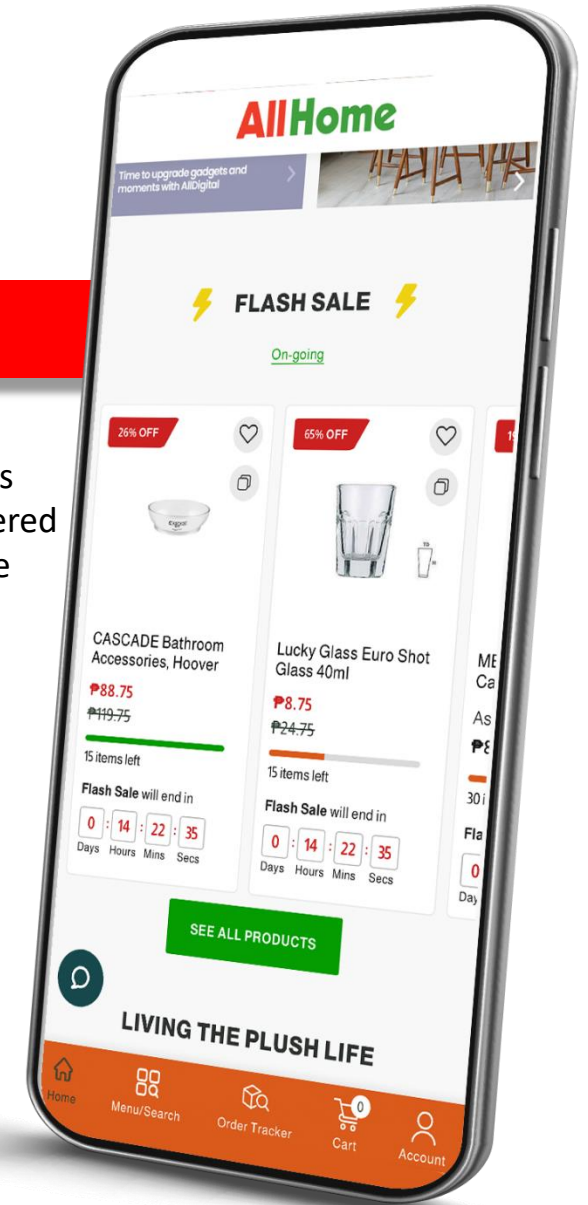 AllHome
Time to upgrade gadgets and
moments with AllDigital
FLASH SALE
On-going
26% OFF
65% OFF
CASCADE Bathroom
Accessories, Hoover
₱88.75
₱119.75
15 items left
Flash Sale will end in
0 : 14 : 22 : 35
Days Hours Mins Secs
Lucky Glass Euro Shot
Glass 40ml
₱8.75
₱24.75
15 items left
Flash Sale will end in
0 : 14 : 22 : 35
Days Hours Mins Secs
As
30 i
0
SEE ALL PRODUCTS
LIVING THE PLUSH LIFE
Home
Menu/Search
Order Tracker
0
Cart
Account
s
ered
e